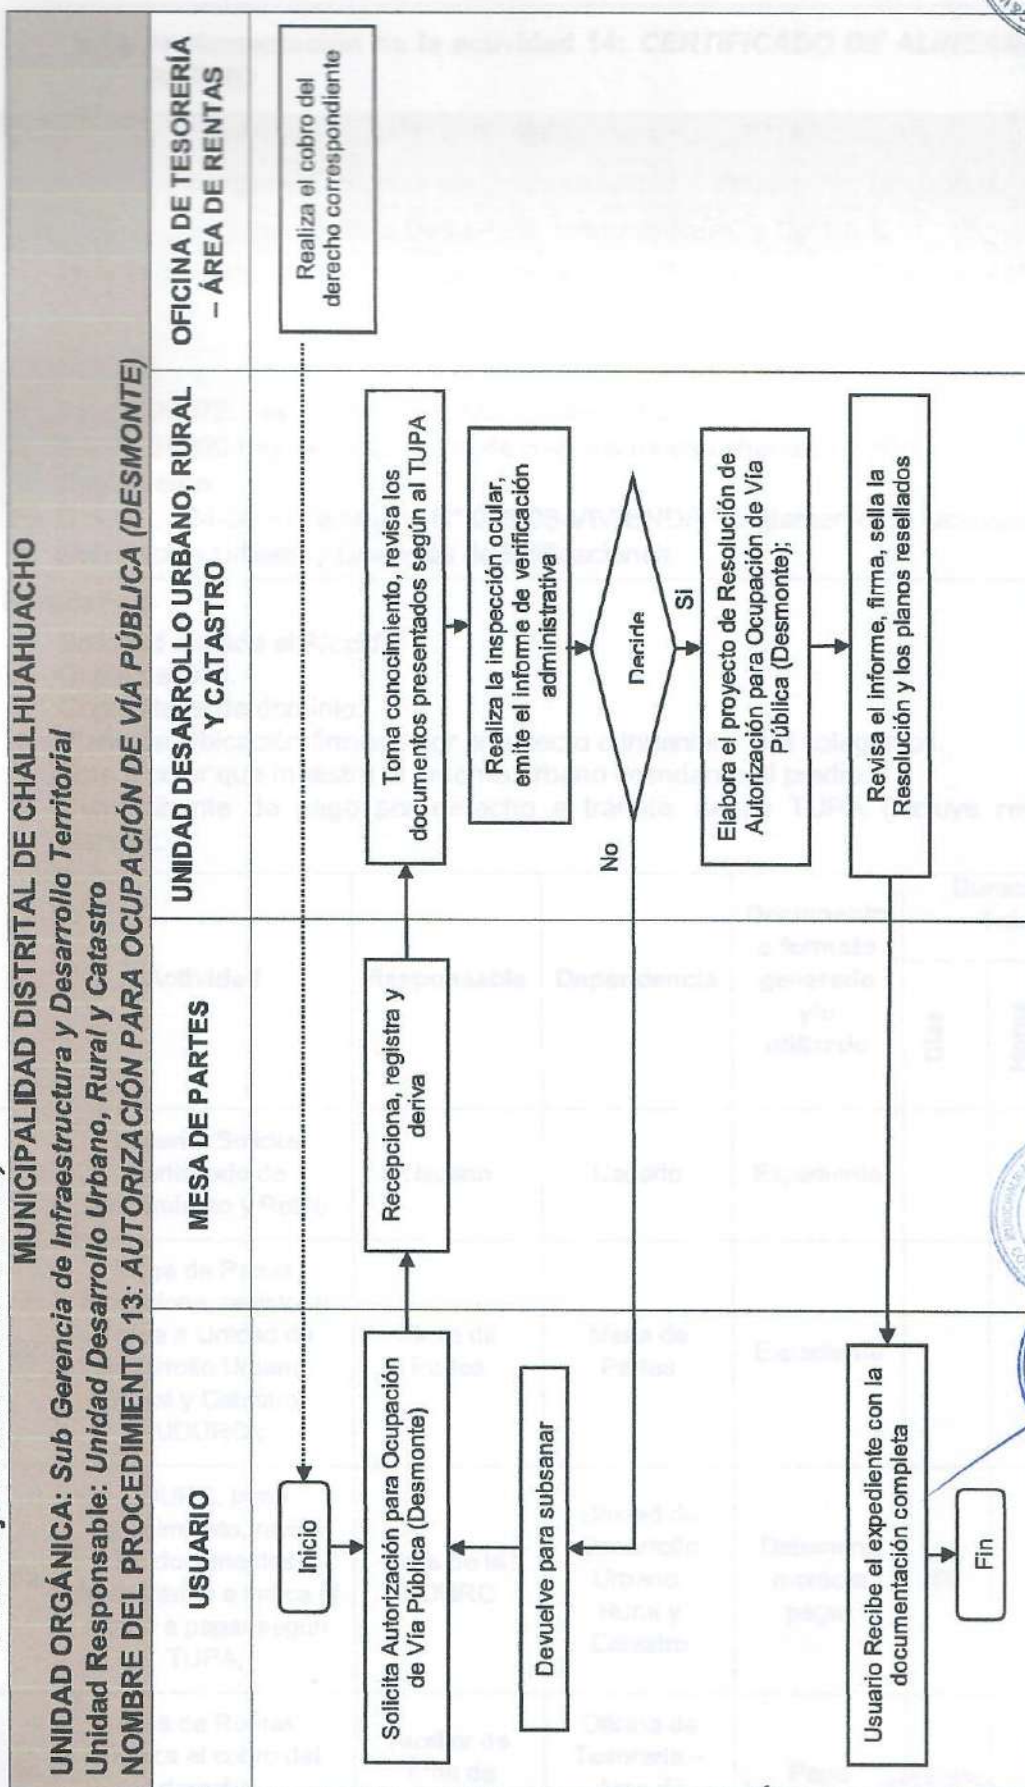 MUNICIPALIDAD DISTRITAL DE CHALHUAHUACHO
UNIDAD ORGÁNICA: Sub Gerencia de Infraestructura y Desarrollo Territorial
Unidad Responsable: Unidad Desarrollo Urbano, Rural y Catastro
NOMBRE DEL PROCEDIMIENTO 13: AUTORIZACIÓN PARA OCUPACIÓN DE VÍA PÚBLICA (DESMONTE)
USUARIO
MESA DE PARTES
UNIDAD DESARROLLO URBANO, RURAL
Y CATASTRO
OFICINA DE TESORERÍA
– ÁREA DE RENTAS
Inicio
Realiza el cobro del
derecho correspondiente
Solicita Autorización para Ocupación
de Vía Pública (Desmonte)
Recepciona, registra y
deriva
Toma conocimiento, revisa los
documentos presentados según al TUPA
Realiza la inspección ocular,
emite el informe de verificación
administrativa
Devuelve para subsanar
No
Decide
Si
Elabora el proyecto de Resolución de
Autorización para Ocupación de Vía
Pública (Desmonte);
Revisa el informe, firma, sella la
Resolución y los planos resellados
Usuario Recibe el expediente con la
documentación completa
Fin